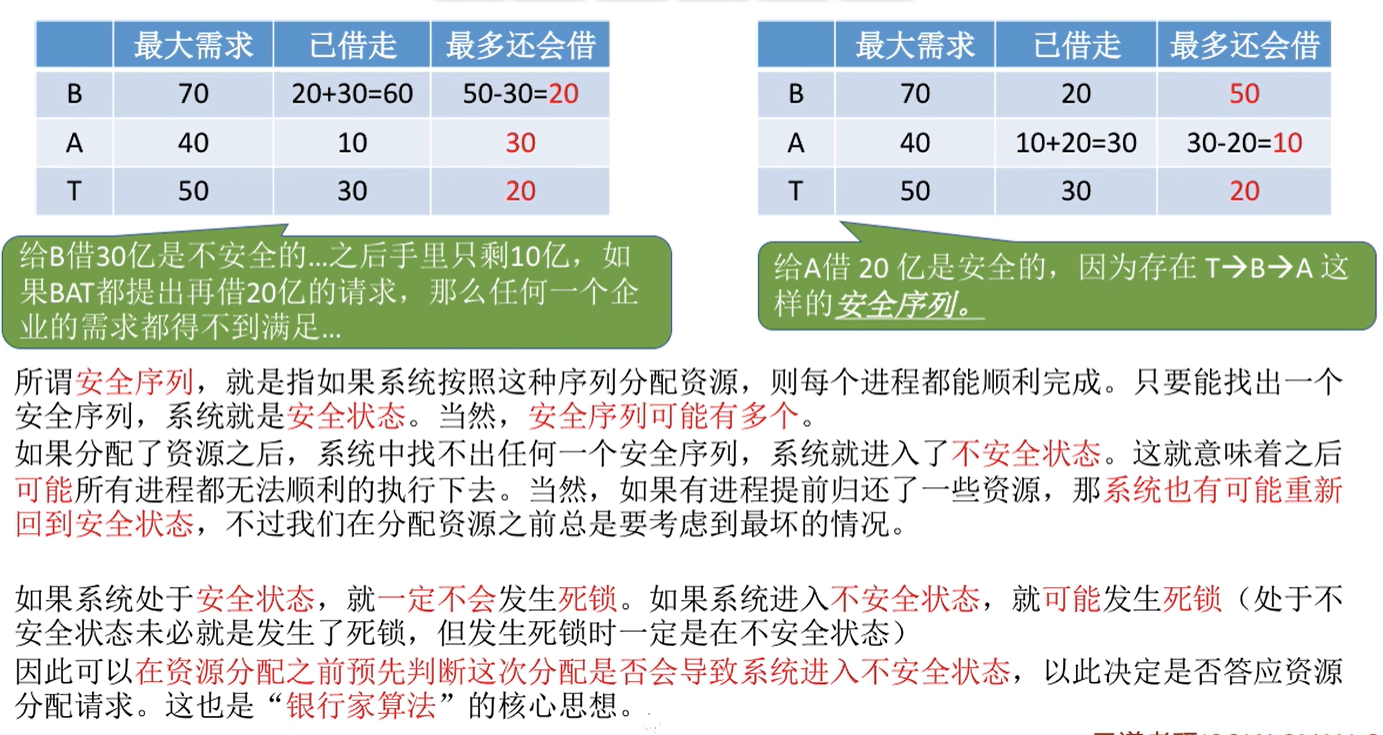 最大需求 已借走 最多还会借
B 70 20+30=60 50-30=20
A 40 10 30
T 50 30 20
给B借30亿是不安全的...之后手里只剩10亿，如
果BAT都提出再借20亿的请求，那么任何一个企
业的需求都得不到满足...
最大需求 已借走 最多还会借
B 70 20 50
A 40 10+20=30 30-20=10
T 50 30 20
给A借 20 亿是安全的，因为存在 T→B→A 这
样的安全序列。
所谓安全序列，就是指如果系统按照这种序列分配资源，则每个进程都能顺利完成。只要能找出一个
安全序列，系统就是安全状态。当然，安全序列可能有多个。
如果分配了资源之后，系统中找不出任何一个安全序列，系统就进入了不安全状态。这就意味着之后
可能所有进程都无法顺利的执行下去。当然，如果有进程提前归还了一些资源，那系统也有可能重新
回到安全状态，不过我们在分配资源之前总是要考虑到最坏的情况。
如果系统处于安全状态，就一定不会发生死锁。如果系统进入不安全状态，就可能发生死锁（处于不
安全状态未必就是发生了死锁，但发生死锁时一定是在不安全状态）
因此可以在资源分配之前预先判断这次分配是否会导致系统进入不安全状态，以此决定是否答应资源
分配请求。这也是“银行家算法”的核心思想。